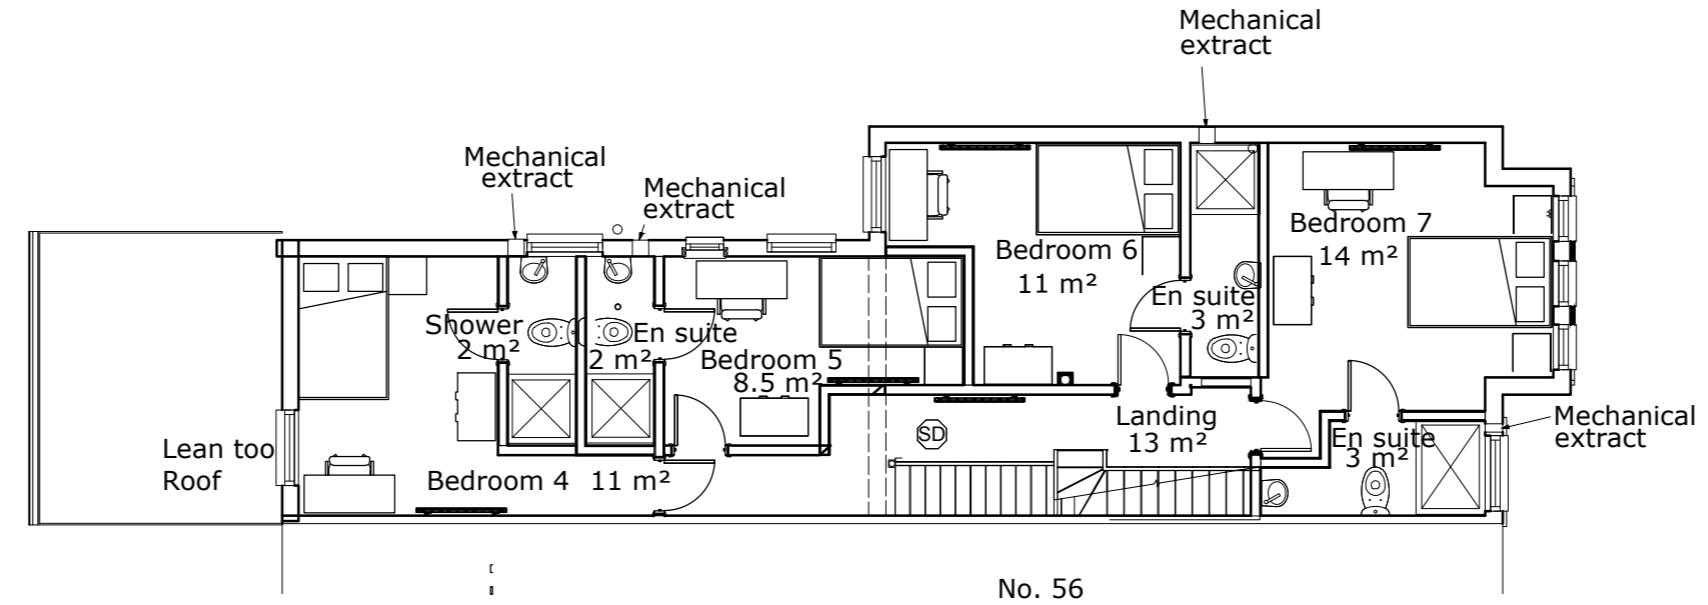 Mechanical
extract
Mechanical
extract
Mechanical
extract
Bedroom 7
14 m²
Bedroom 6
11 m²
En suite
3 m²
Shower
2 m²
En suite
2 m²
Bedroom 5
8.5 m²
Landing
13 m²
SD
En suite
3 m²
Mechanical
extract
Lean too
Roof
Bedroom 4 11 m²
No. 56